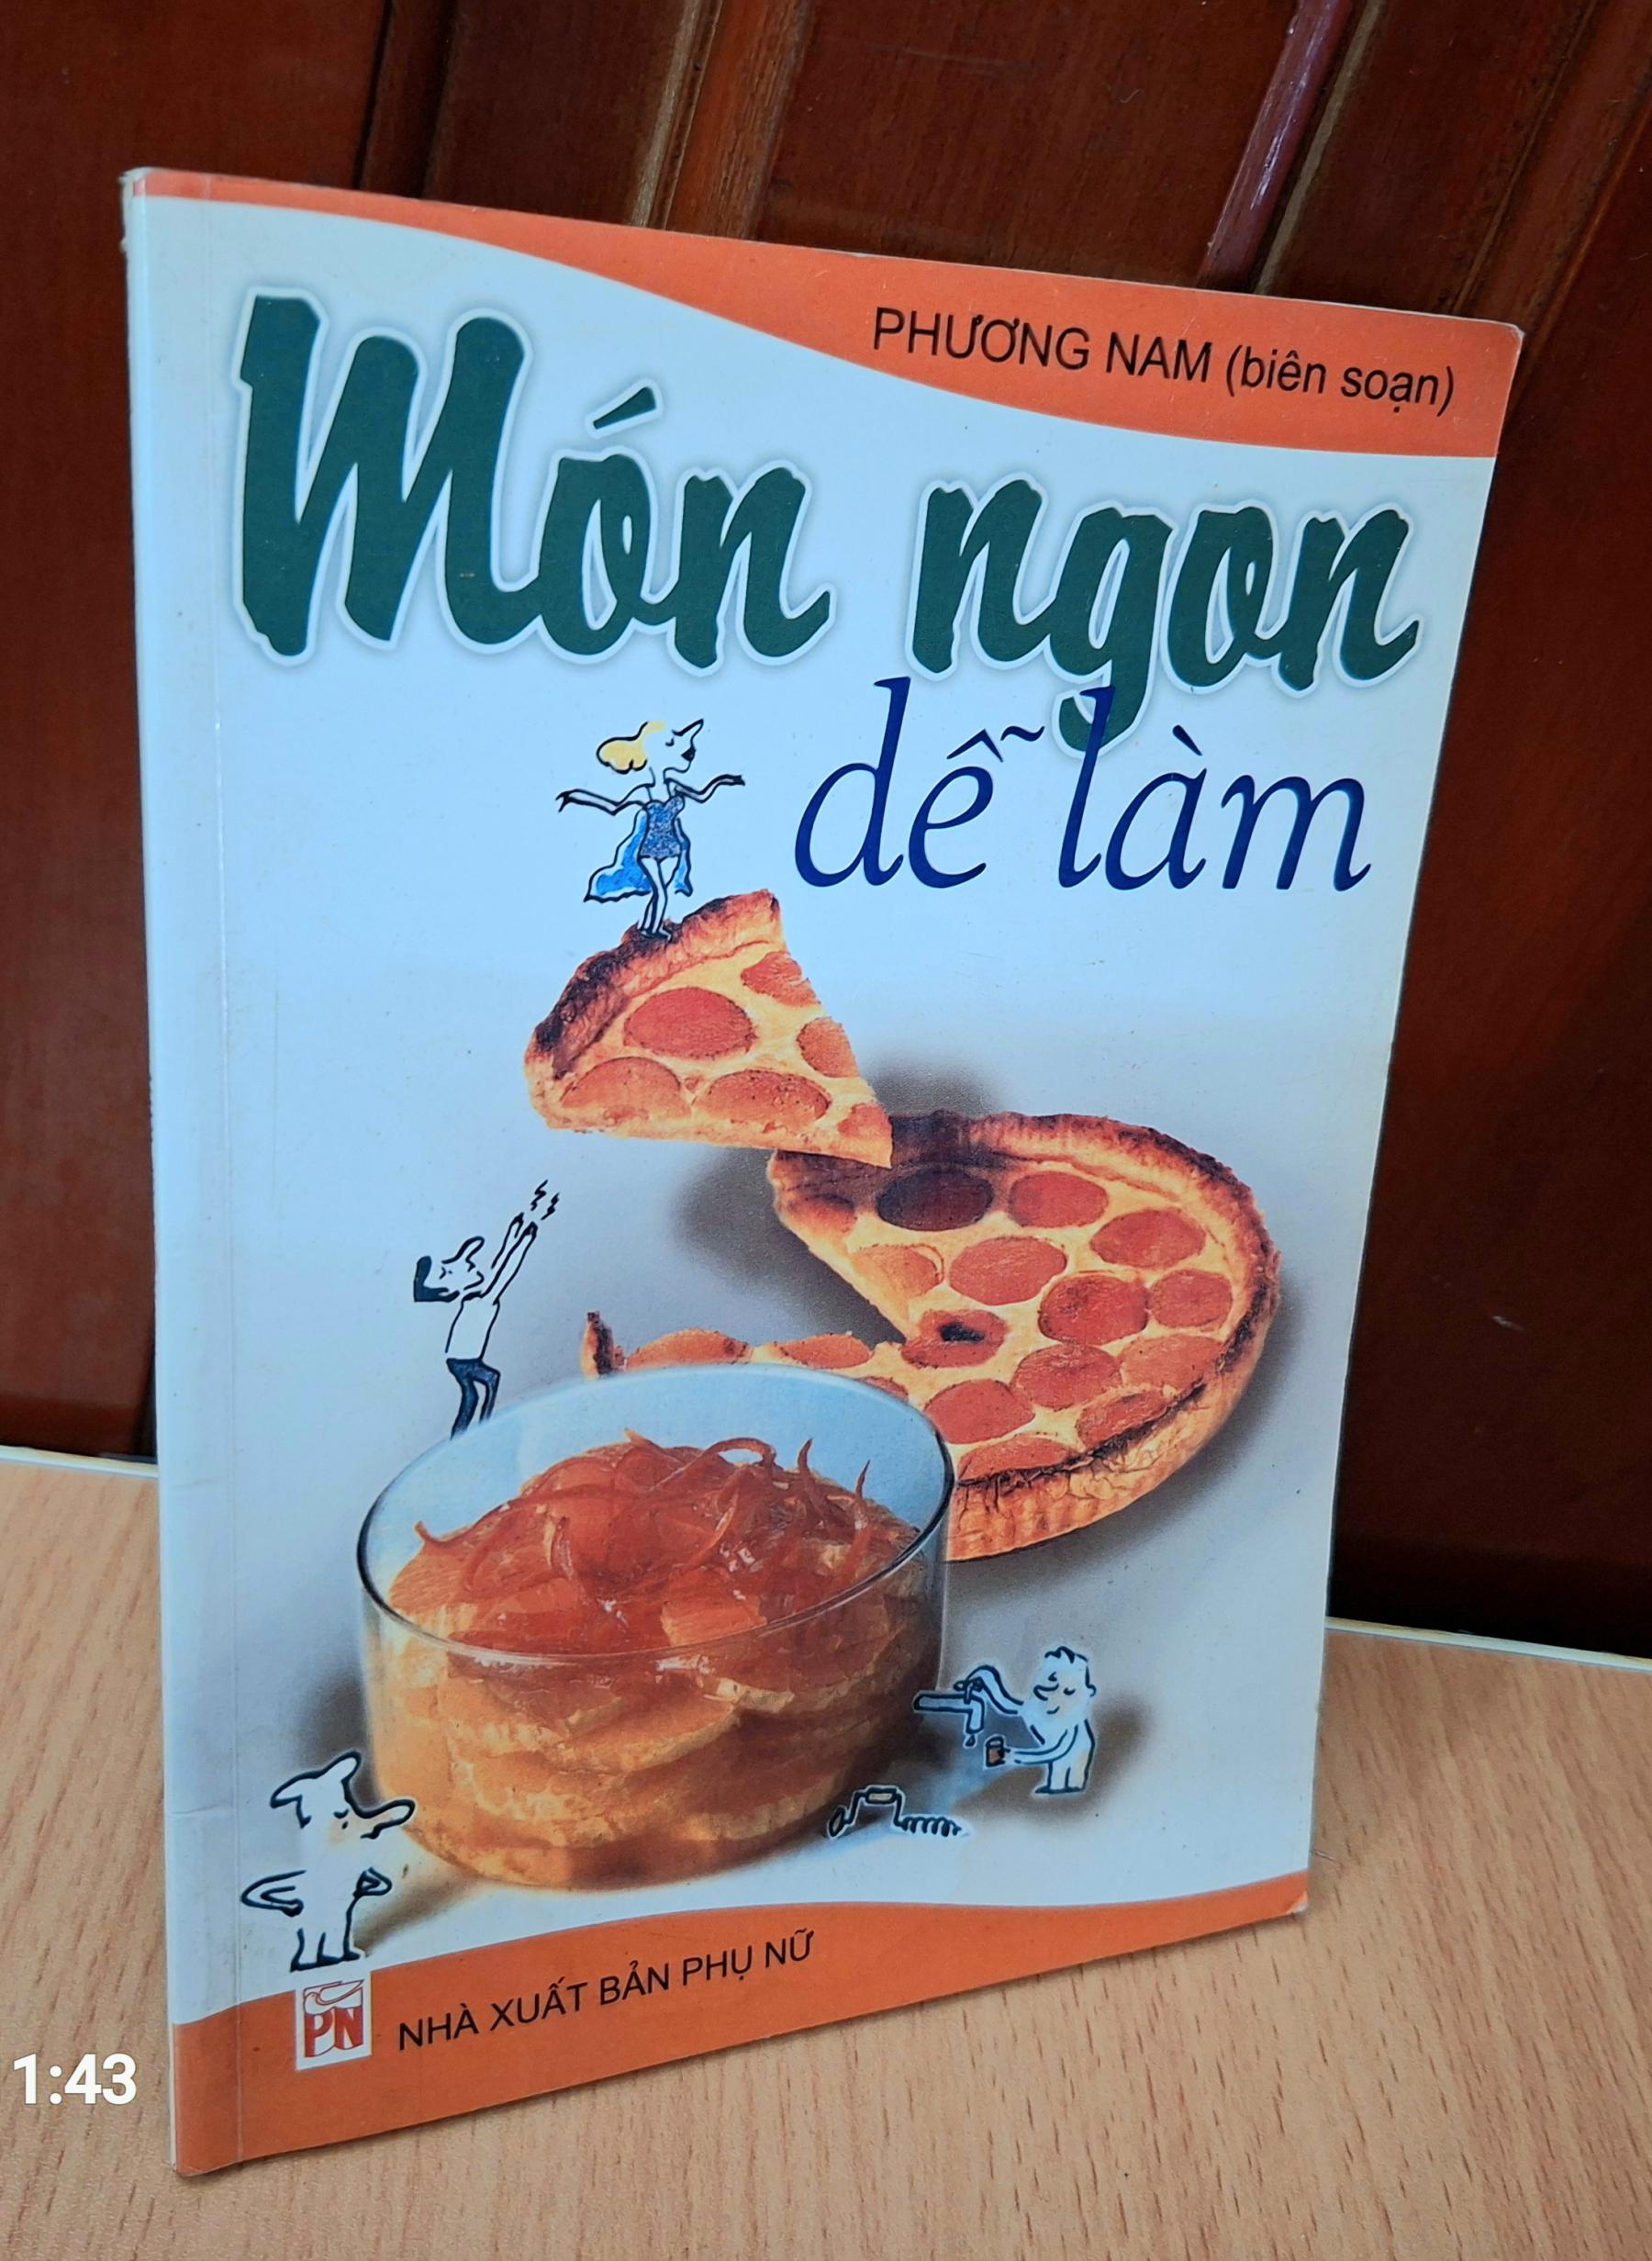 PHƯƠNG NAM (biên soạn)
Món ngon
dễ làm
PN
NHÀ XUẤT BẢN PHỤ NỮ
1:43